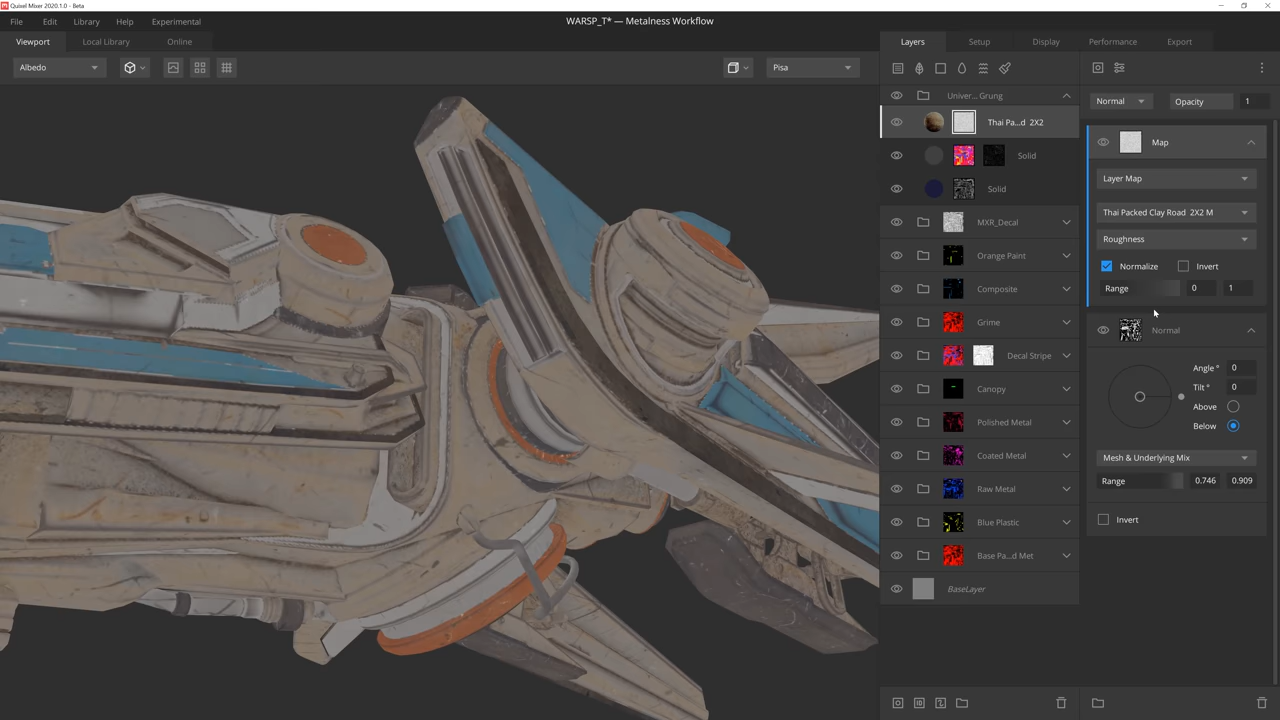 Quixel Mixer 2020.1.0 - Beta
File Edit Library Help Experimental
WARSP_T* — Metalness Workflow
Viewport Local Library Online
Layers Setup Display Performance Export
Albedo
Pisa
Univer... Grung
Thai Pa...d 2X2
Solid
Solid
MXR_Decal
Orange Paint
Composite
Grime
Decal Stripe
Canopy
Polished Metal
Coated Metal
Raw Metal
Blue Plastic
Base Pa...d Met
BaseLayer
Normal Opacity 1
Map
Layer Map
Thai Packed Clay Road 2X2 M
Roughness
Normalize Invert
Range 0 1
Normal
Angle ° 0
Tilt ° 0
Above
Below
Mesh & Underlying Mix
Range 0.746 0.909
Invert